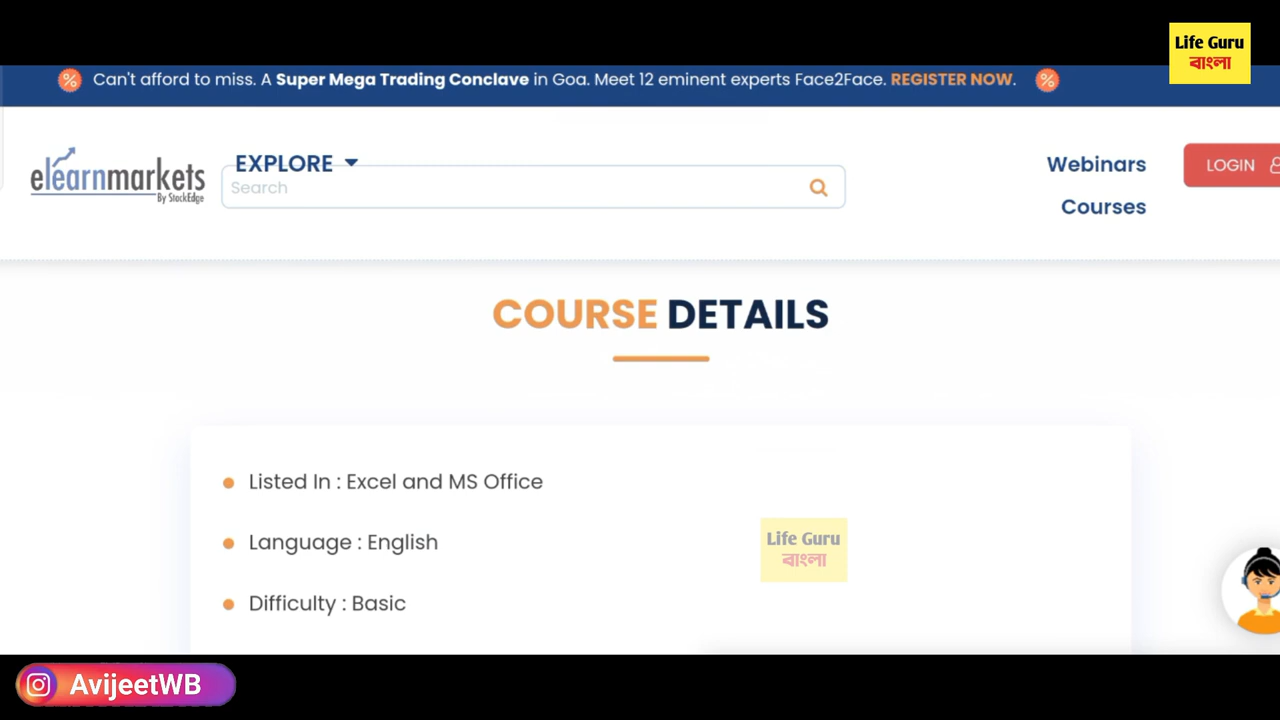 Life Guru
বাংলা
% Can't afford to miss. A Super Mega Trading Conclave in Goa. Meet 12 eminent experts Face2Face. REGISTER NOW. %
elearnmarkets
By StockEdge
EXPLORE
Search
Webinars
Courses
LOGIN
COURSE DETAILS
Listed In : Excel and MS Office
Language : English
Difficulty : Basic
Life Guru
বাংলা
AvijeetWB